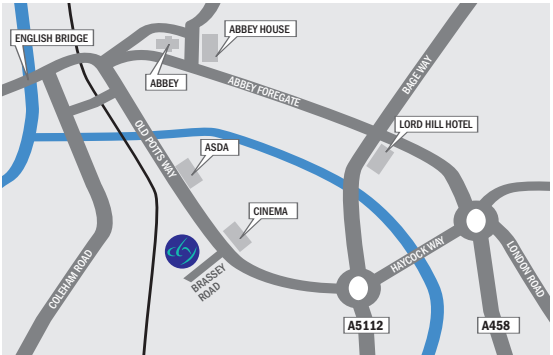 ENGLISH BRIDGE
ABBEY HOUSE
ABBEY
BAGE WAY
ABBEY FOREGATE
LORD HILL HOTEL
OLD POTTS WAY
ASDA
CINEMA
COLEHAM ROAD
BRASSEY
ROAD
HAYCOCK WAY
LONDON ROAD
A5112
A458